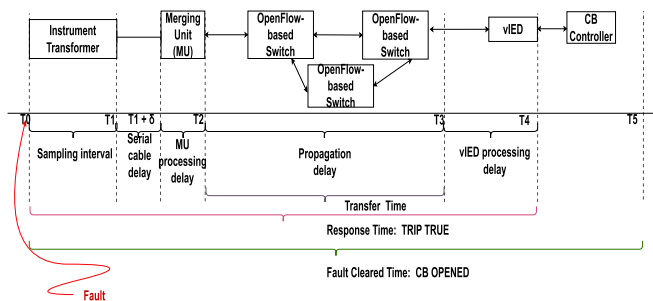 Instrument
Transformer
Merging
Unit
(MU)
OpenFlow-
based
Switch
OpenFlow-
based
Switch
OpenFlow-
based
Switch
vIED
CB
Controller
T0
T1
T1 + δ
T2
T3
T4
T5
Sampling interval
Serial
cable
delay
MU
processing
delay
Propagation
delay
vIED processing
delay
Transfer Time
Response Time: TRIP TRUE
Fault Cleared Time: CB OPENED
Fault